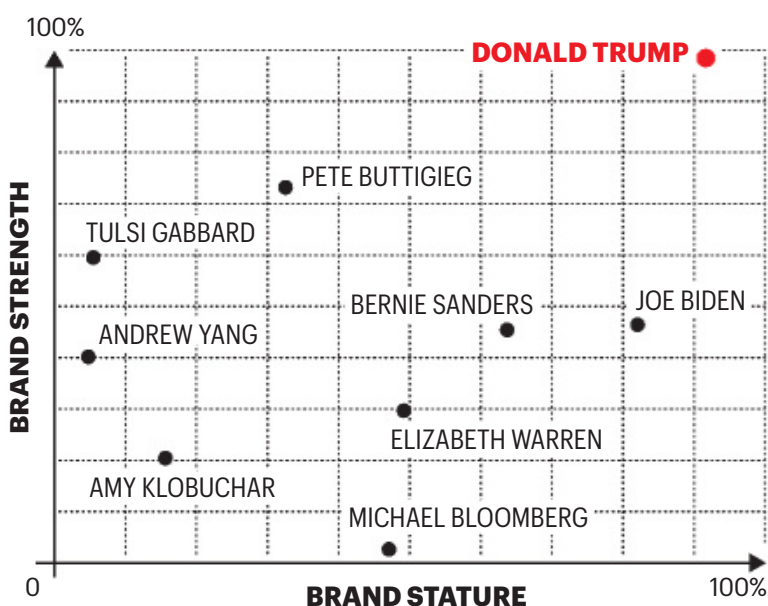 100%
DONALD TRUMP
PETE BUTTIGIEG
TULSI GABBARD
BERNIE SANDERS
JOE BIDEN
ANDREW YANG
ELIZABETH WARREN
AMY KLOBUCHAR
MICHAEL BLOOMBERG
BRAND STRENGTH
0
BRAND STATURE
100%